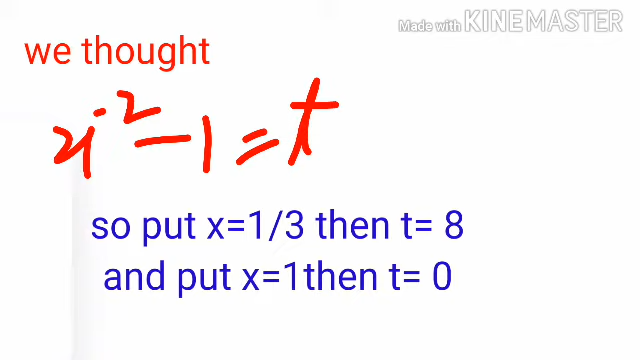 Made with KINEMASTER
we thought
x² - 1 = t
so put x=1/3 then t= 8
and put x=1then t= 0